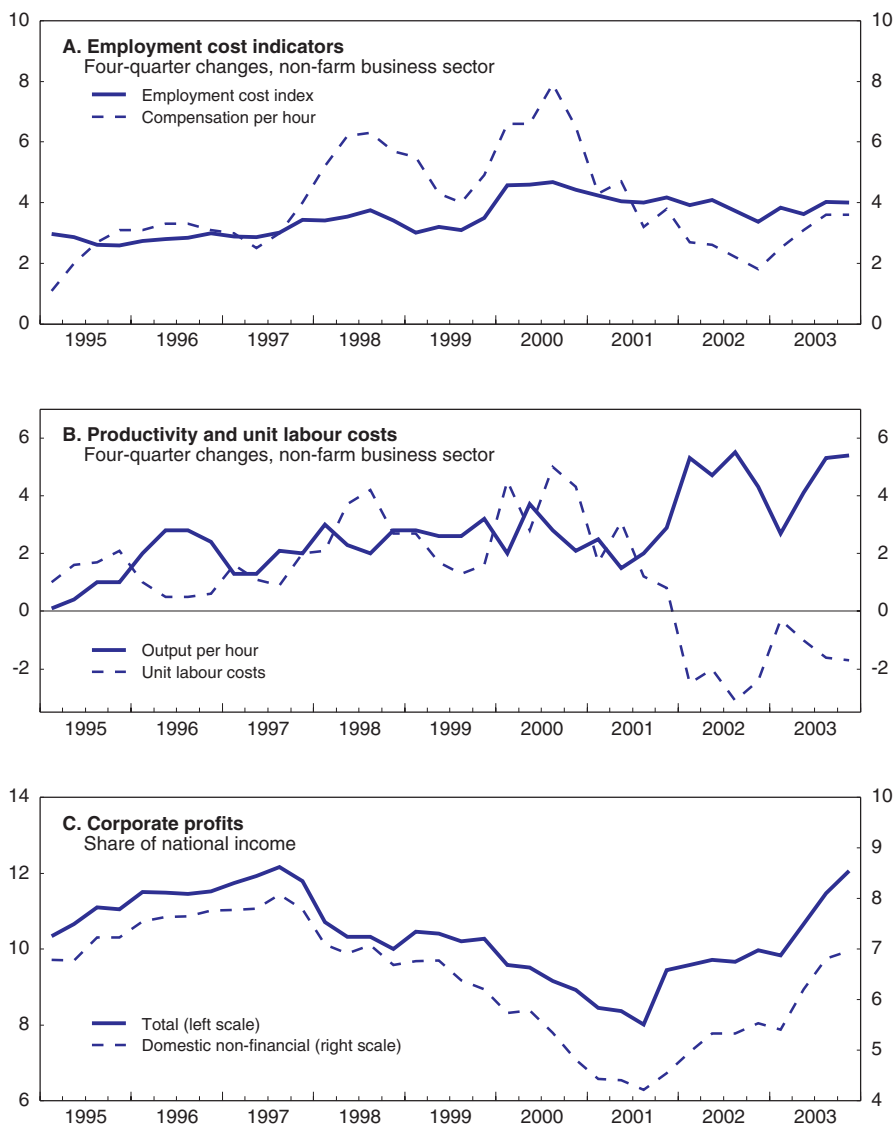 10 10
A. Employment cost indicators
Four-quarter changes, non-farm business sector
8 8
Employment cost index
Compensation per hour
6 6
4 4
2 2
0 0
1995 1996 1997 1998 1999 2000 2001 2002 2003
B. Productivity and unit labour costs
6 6
Four-quarter changes, non-farm business sector
4 4
2 2
0 0
Output per hour
Unit labour costs
-2 -2
1995 1996 1997 1998 1999 2000 2001 2002 2003
14 10
C. Corporate profits
Share of national income
9
12
8
10 7
6
8
Total (left scale)
Domestic non-financial (right scale)
5
6 4
1995 1996 1997 1998 1999 2000 2001 2002 2003